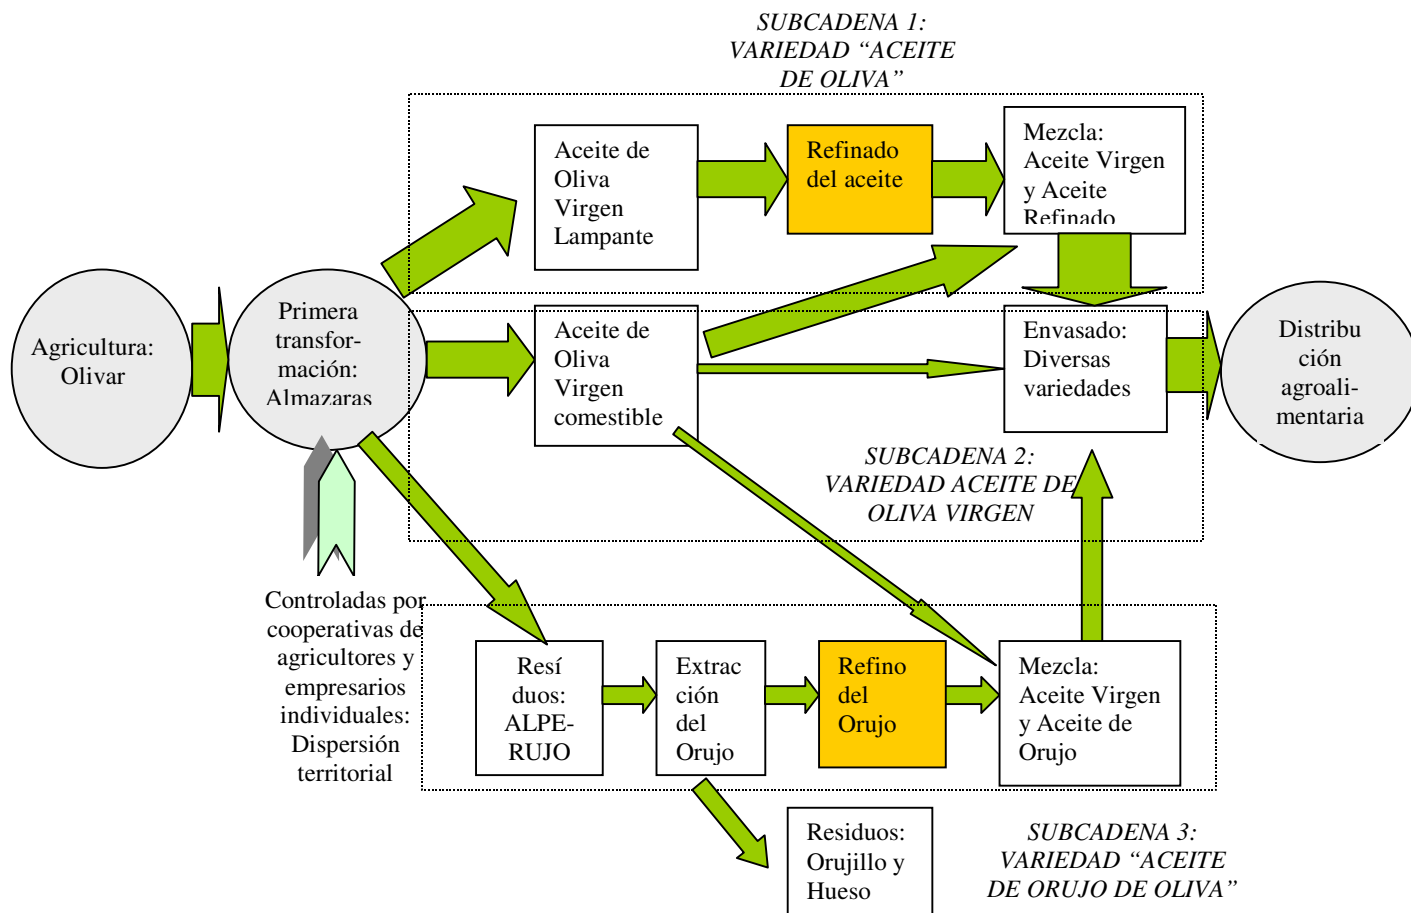 SUBCADENA 1:
VARIEDAD “ACEITE
DE OLIVA”
Aceite de
Oliva
Virgen
Lampante
Refinado
del aceite
Mezcla:
Aceite Virgen
y Aceite
Refinado
Agricultura:
Olivar
Primera
transfor-
mación:
Almazaras
Aceite de
Oliva
Virgen
comestible
Envasado:
Diversas
variedades
Distribu
ción
agroali-
mentaria
SUBCADENA 2:
VARIEDAD ACEITE DE
OLIVA VIRGEN
Controladas por
cooperativas de
agricultores y
empresarios
individuales:
Dispersión
territorial
Resí
duos:
ALPE-
RUJO
Extrac
ción
del
Orujo
Refino
del
Orujo
Mezcla:
Aceite Virgen
y Aceite de
Orujo
Residuos:
Orujillo y
Hueso
SUBCADENA 3:
VARIEDAD “ACEITE
DE ORUJO DE OLIVA”